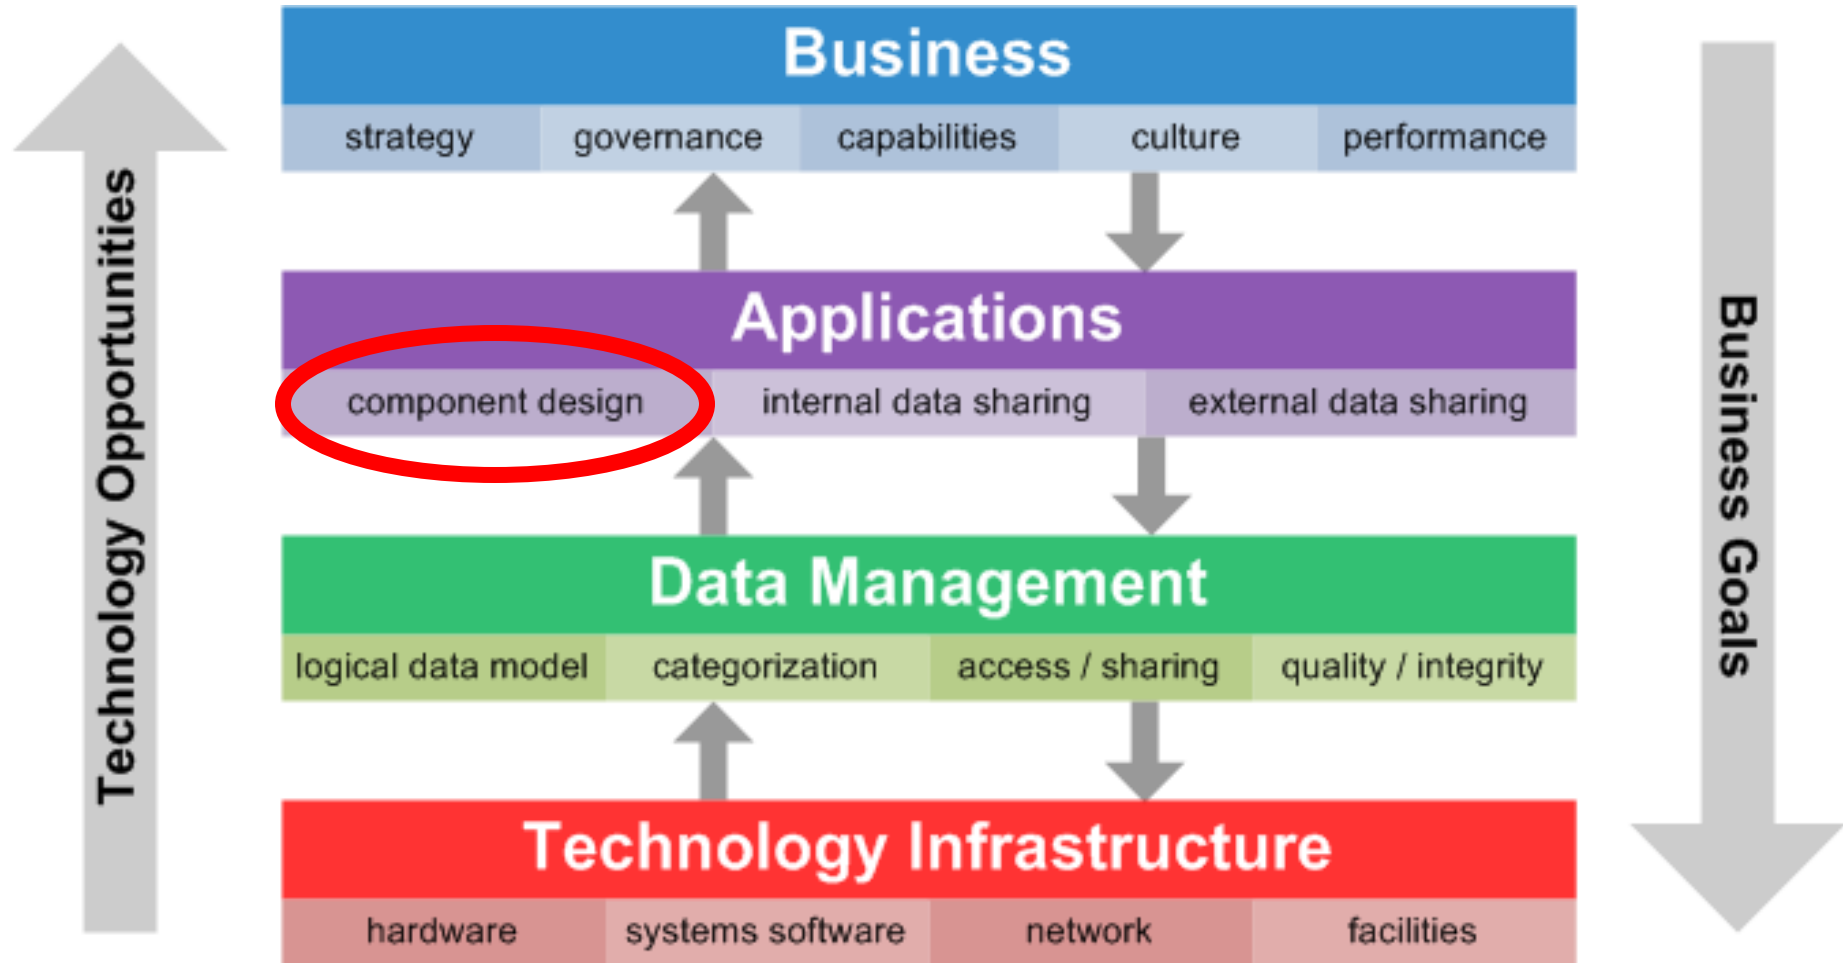 Business
strategy governance capabilities culture performance
Applications
component design internal data sharing external data sharing
Data Management
logical data model categorization access / sharing quality / integrity
Technology Infrastructure
hardware systems software network facilities
Technology Opportunities
Business Goals